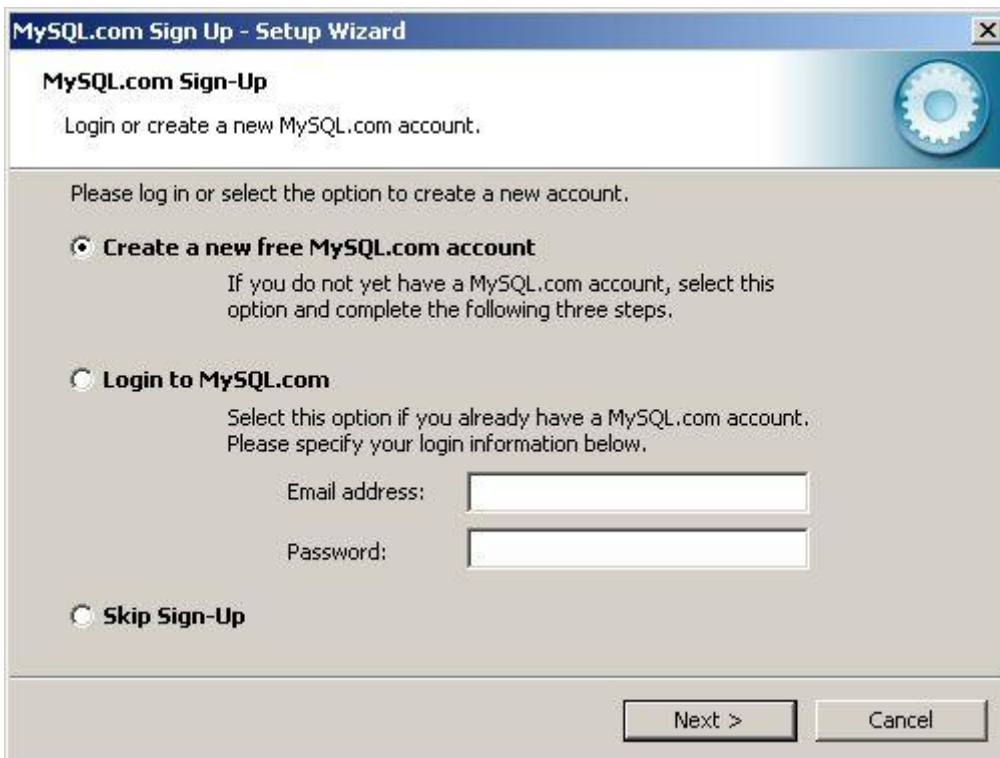 MySQL.com Sign Up - Setup Wizard
MySQL.com Sign-Up
Login or create a new MySQL.com account.
Please log in or select the option to create a new account.
Create a new free MySQL.com account
If you do not yet have a MySQL.com account, select this
option and complete the following three steps.
Login to MySQL.com
Select this option if you already have a MySQL.com account.
Please specify your login information below.
Email address:
Password:
Skip Sign-Up
Next >
Cancel